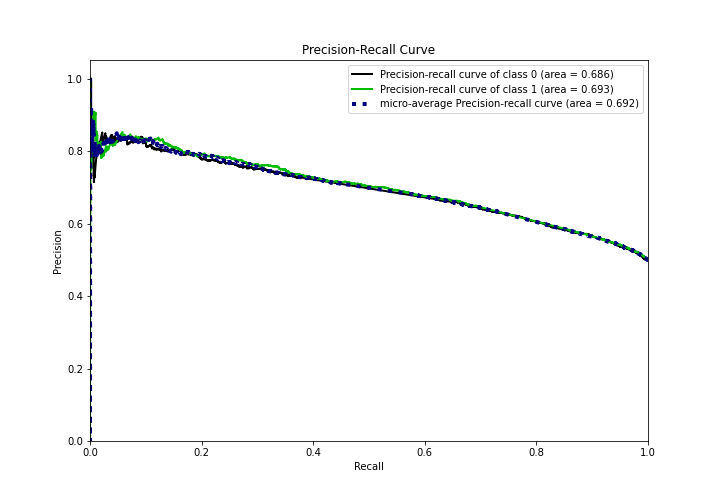 Precision-Recall Curve
Precision-recall curve of class 0 (area = 0.686)
Precision-recall curve of class 1 (area = 0.693)
micro-average Precision-recall curve (area = 0.692)
1.0
0.8
0.6
0.4
0.2
0.0
Precision
0.0 0.2 0.4 0.6 0.8 1.0
Recall